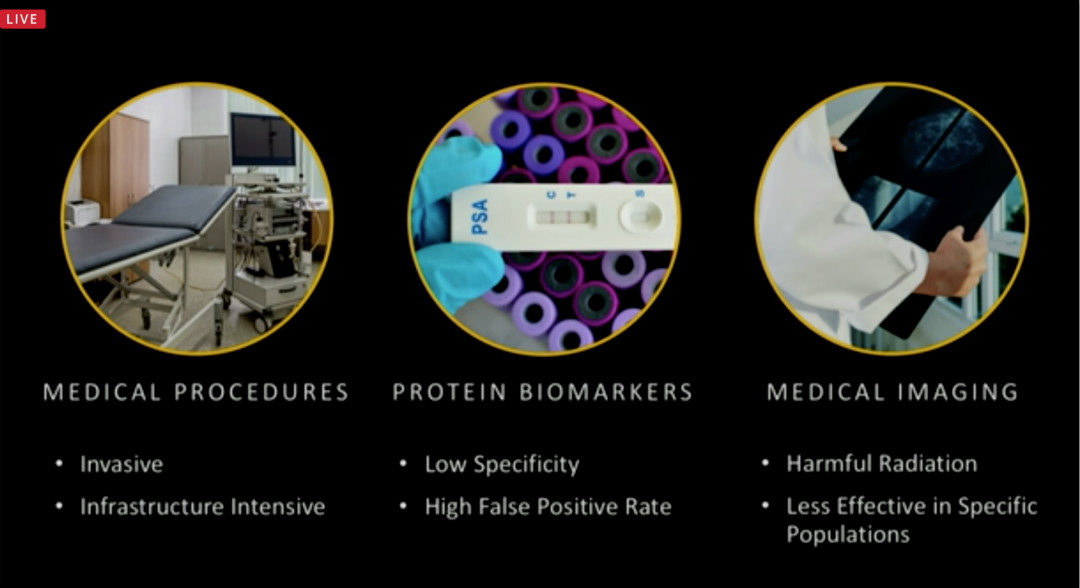 LIVE
PSA
C T
S
MEDICAL PROCEDURES
PROTEIN BIOMARKERS
MEDICAL IMAGING
• Invasive
• Infrastructure Intensive
• Low Specificity
• High False Positive Rate
• Harmful Radiation
• Less Effective in Specific
Populations